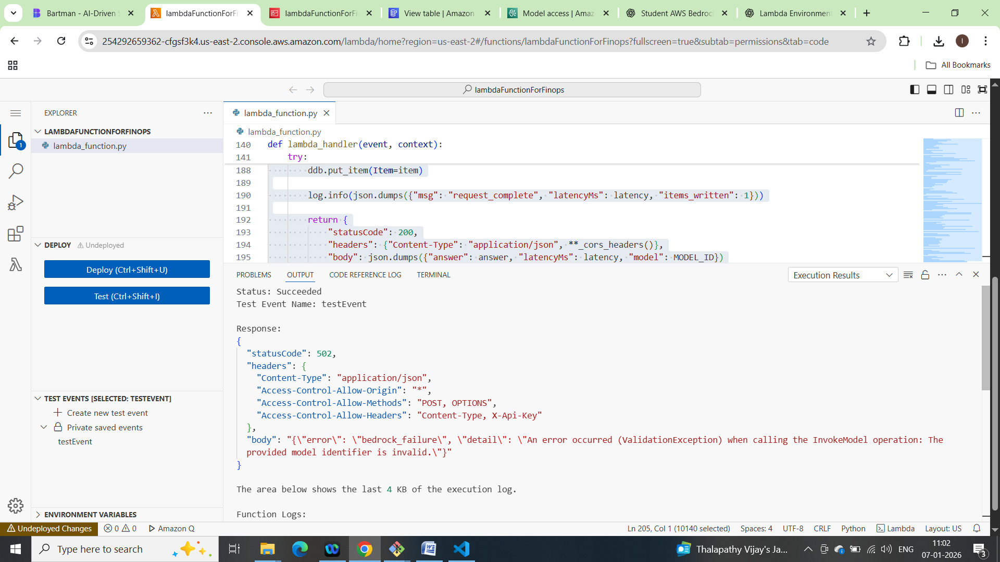 Bartman - AI-Driven S
lambdaFunctionForFi
lambdaFunctionForFi
View table | Amazon
Model access | Amaz
Student AWS Bedroc
Lambda Environment
254292659362-cfgsf3k4.us-east-2.console.aws.amazon.com/lambda/home?region=us-east-2#/functions/lambdaFunctionForFinops?fullscreen=true&subtab=permissions&tab=code
I
All Bookmarks
lambdaFunctionForFinops
EXPLORER
LAMBDAFUNCTIONFORFINOPS
1
lambda_function.py
DEPLOY Undeployed
Deploy (Ctrl+Shift+U)
Test (Ctrl+Shift+I)
TEST EVENTS [SELECTED: TESTEVENT]
Create new test event
Private saved events
testEvent
ENVIRONMENT VARIABLES
lambda_function.py
lambda_function.py
140 def lambda_handler(event, context):
141 try:
188 ddb.put_item(Item=item)
189
190 log.info(json.dumps({"msg": "request_complete", "latencyMs": latency, "items_written": 1}))
191
192 return {
193 "statusCode": 200,
194 "headers": {"Content-Type": "application/json", **_cors_headers()},
195 "body": json.dumps({"answer": answer, "latencyMs": latency, "model": MODEL_ID})
PROBLEMS OUTPUT CODE REFERENCE LOG TERMINAL
Execution Results
Status: Succeeded
Test Event Name: testEvent
Response:
{
"statusCode": 502,
"headers": {
"Content-Type": "application/json",
"Access-Control-Allow-Origin": "*",
"Access-Control-Allow-Methods": "POST, OPTIONS",
"Access-Control-Allow-Headers": "Content-Type, X-Api-Key"
},
"body": "{\"error\": \"bedrock_failure\", \"detail\": \"An error occurred (ValidationException) when calling the InvokeModel operation: The
provided model identifier is invalid.\"}"
}
The area below shows the last 4 KB of the execution log.
Function Logs:
Undeployed Changes 0 0 Amazon Q
Ln 205, Col 1 (10140 selected) Spaces: 4 UTF-8 CRLF Python Lambda Layout: US
Type here to search
Thalapathy Vijay's Ja...
ENG
11:02
07-01-2026
3